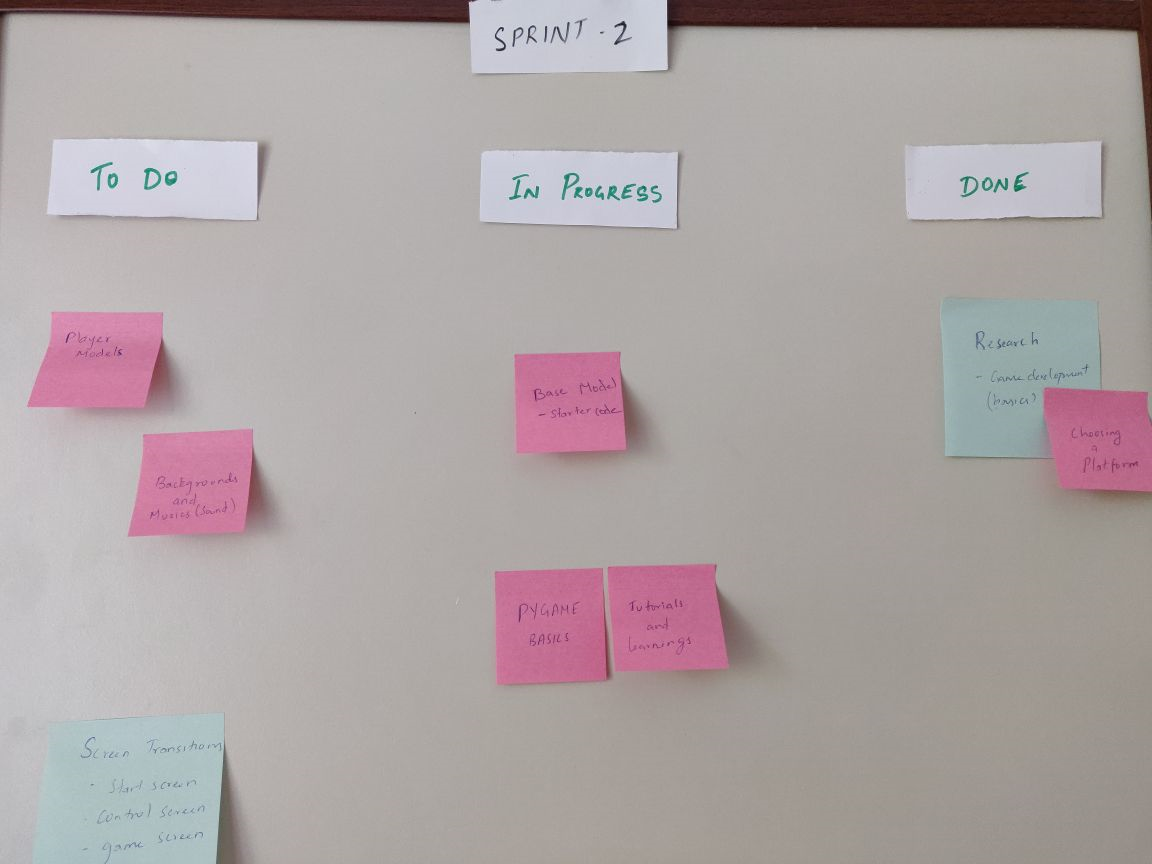 SPRINT - 2
TO DO
IN PROGRESS
DONE
Player
Models
Backgrounds
and
Musics (Sound)
Screen Transitions
- Start screen
- Control screen
- game screen
Base Model
- Starter code
PYGAME
BASICS
Tutorials
and
Learnings
Research
- Game development
(basics)
Choosing
a
Platform